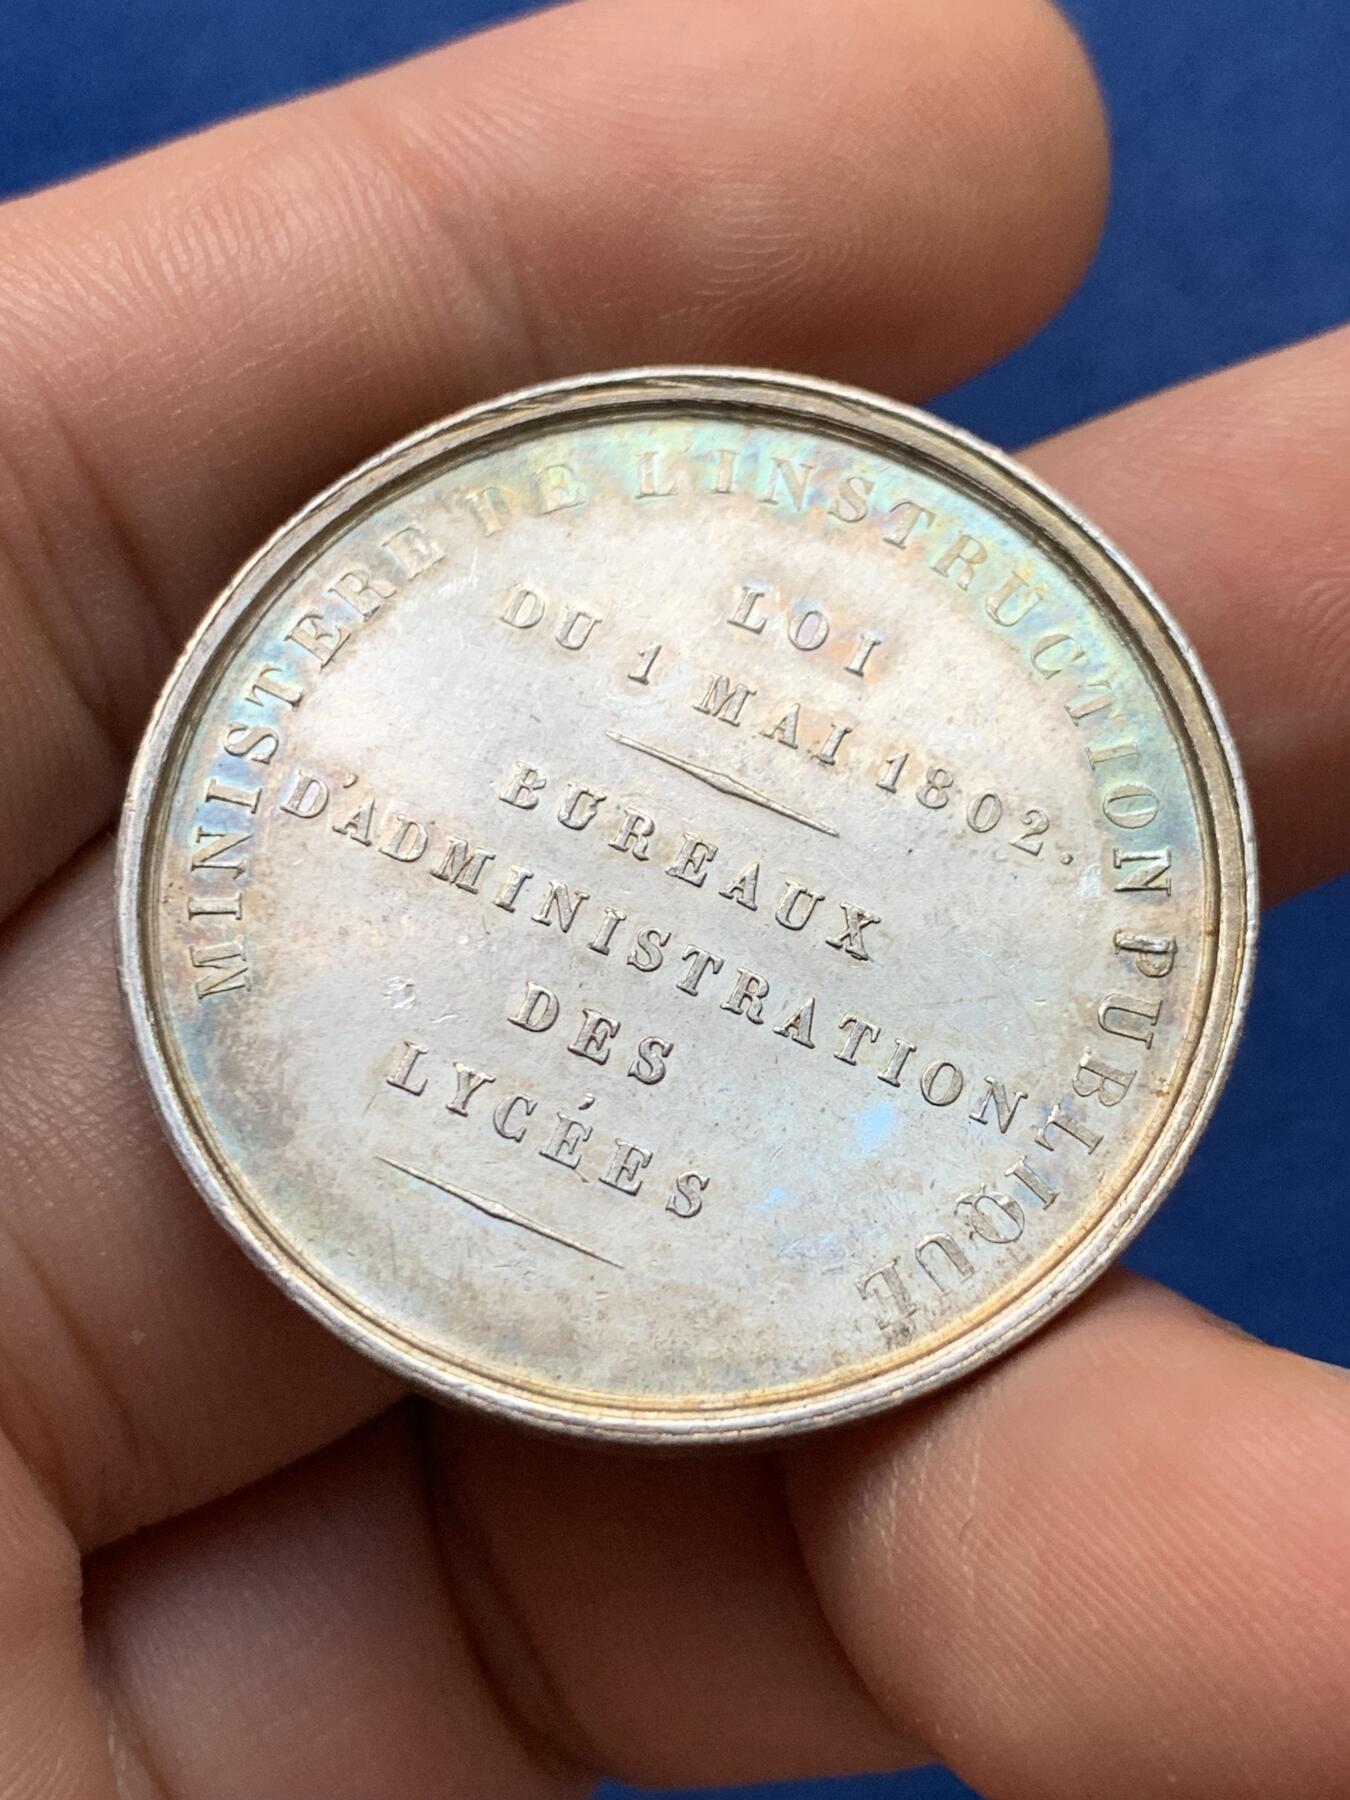 MINISTERE DE L'INSTRUCTION PUBLIQUE
LOI
DU 1 MAI 1802.
BUREAUX
D'ADMINISTRATION
DES
LYCÉES